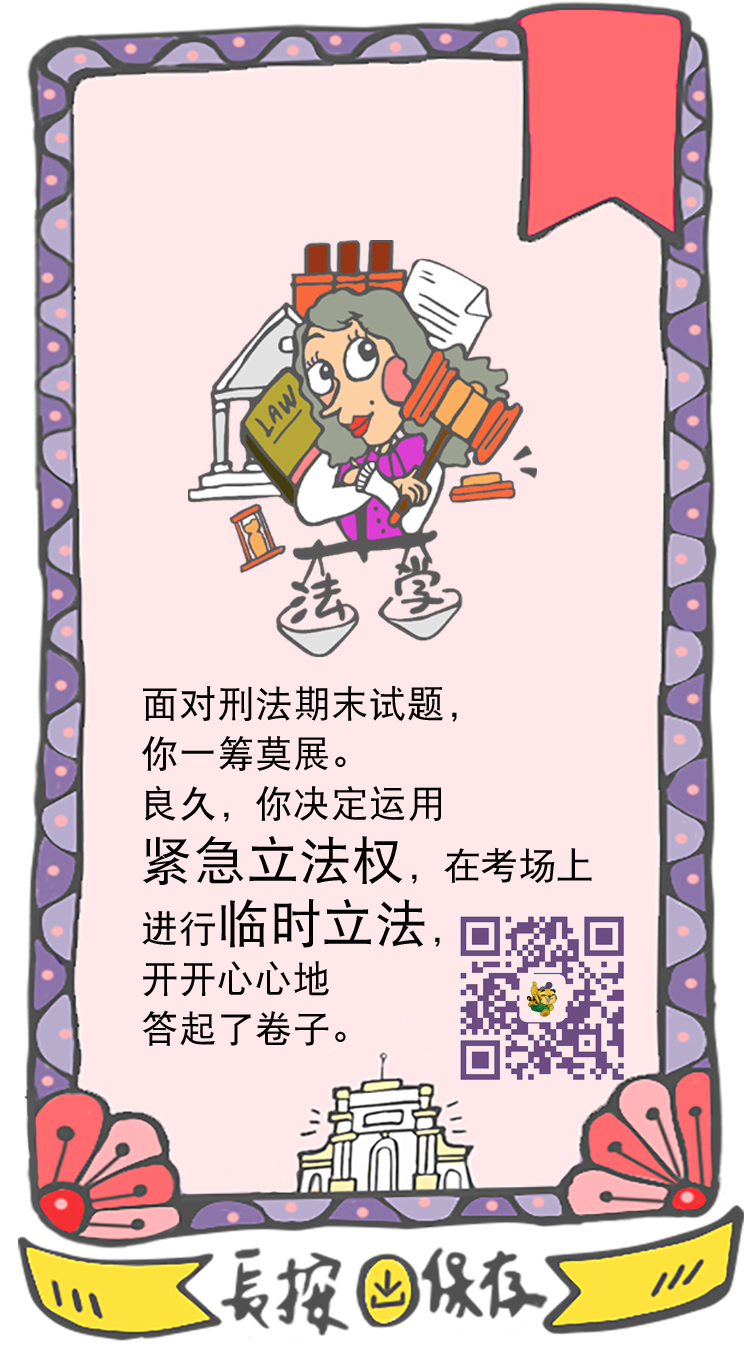 LAW
法 学
面对刑法期末试题，
你一筹莫展。
良久，你决定运用
紧急立法权，在考场上
进行临时立法，
开开心心地
答起了卷子。
長按 保存